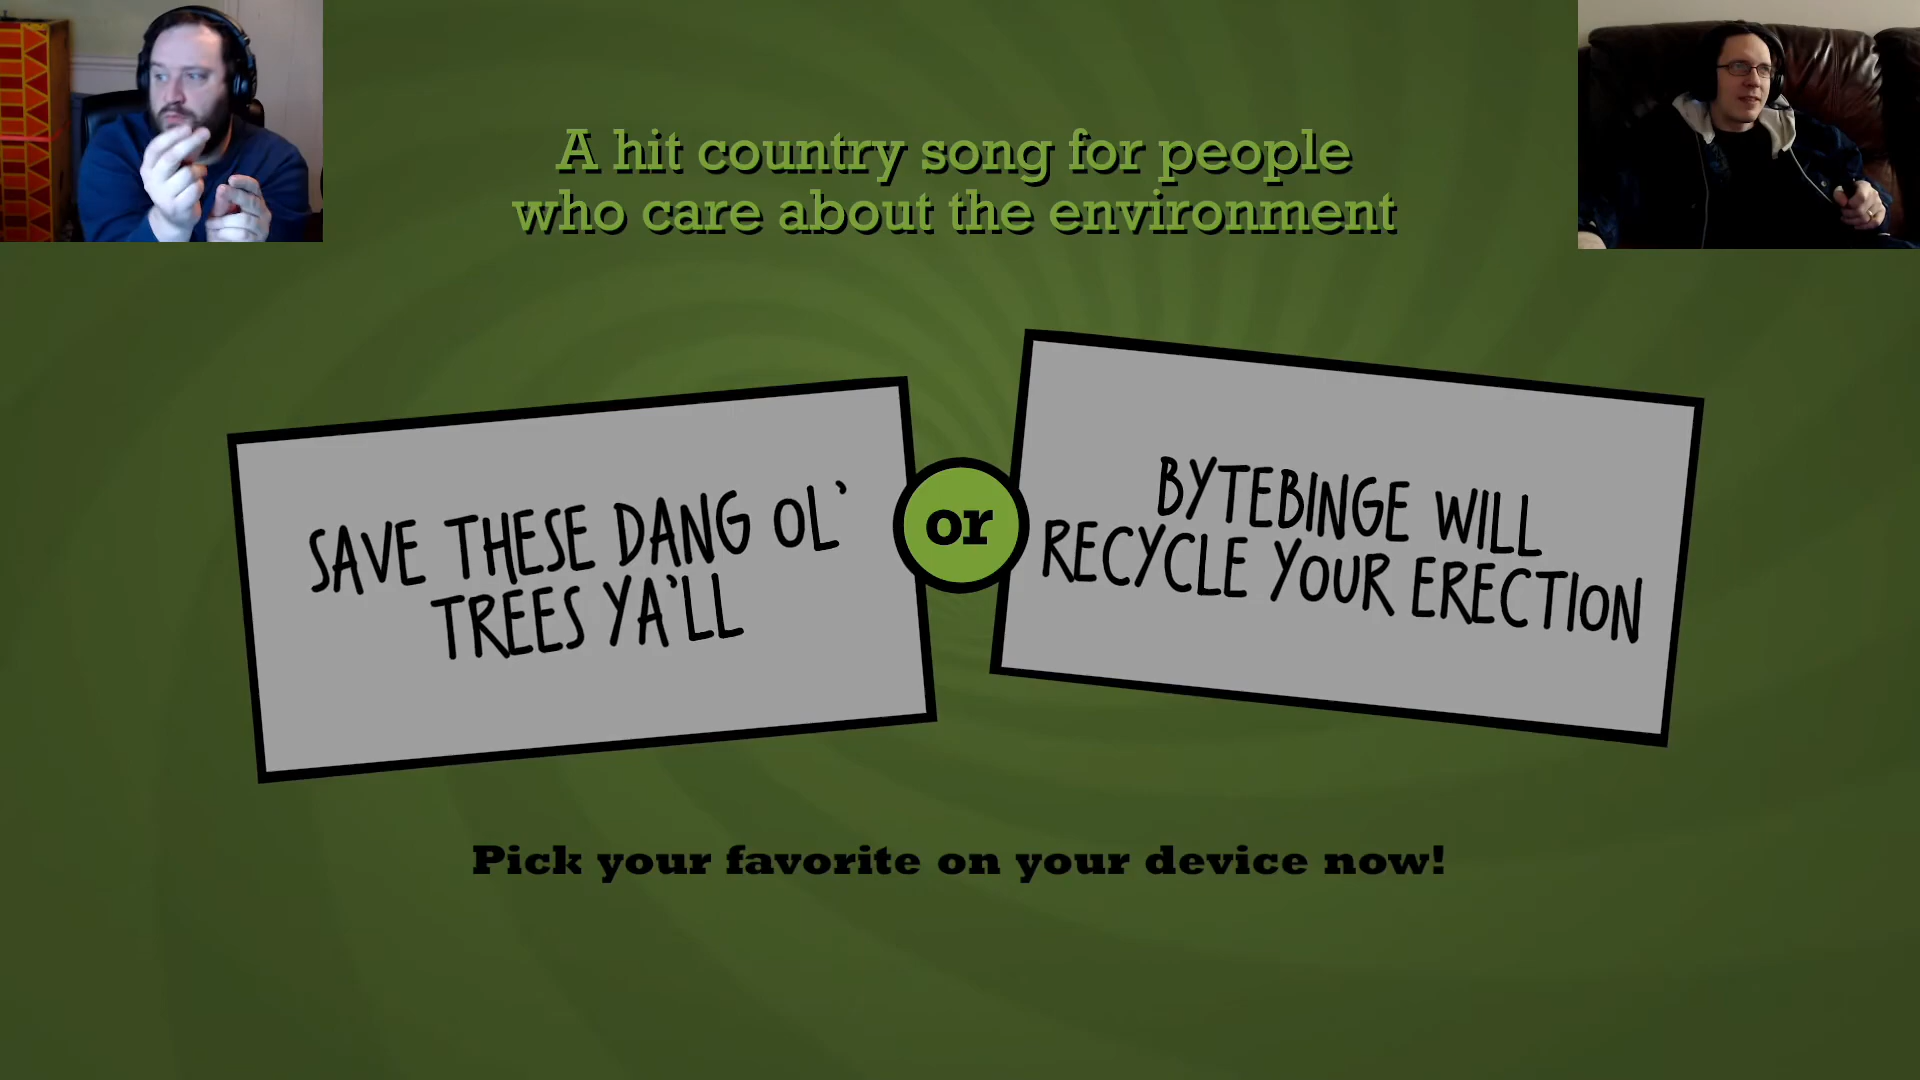 A hit country song for people
who care about the environment
SAVE THESE DANG OL'
TREES YA'LL
or
BYTEBINGE WILL
RECYCLE YOUR ERECTION
Pick your favorite on your device now!